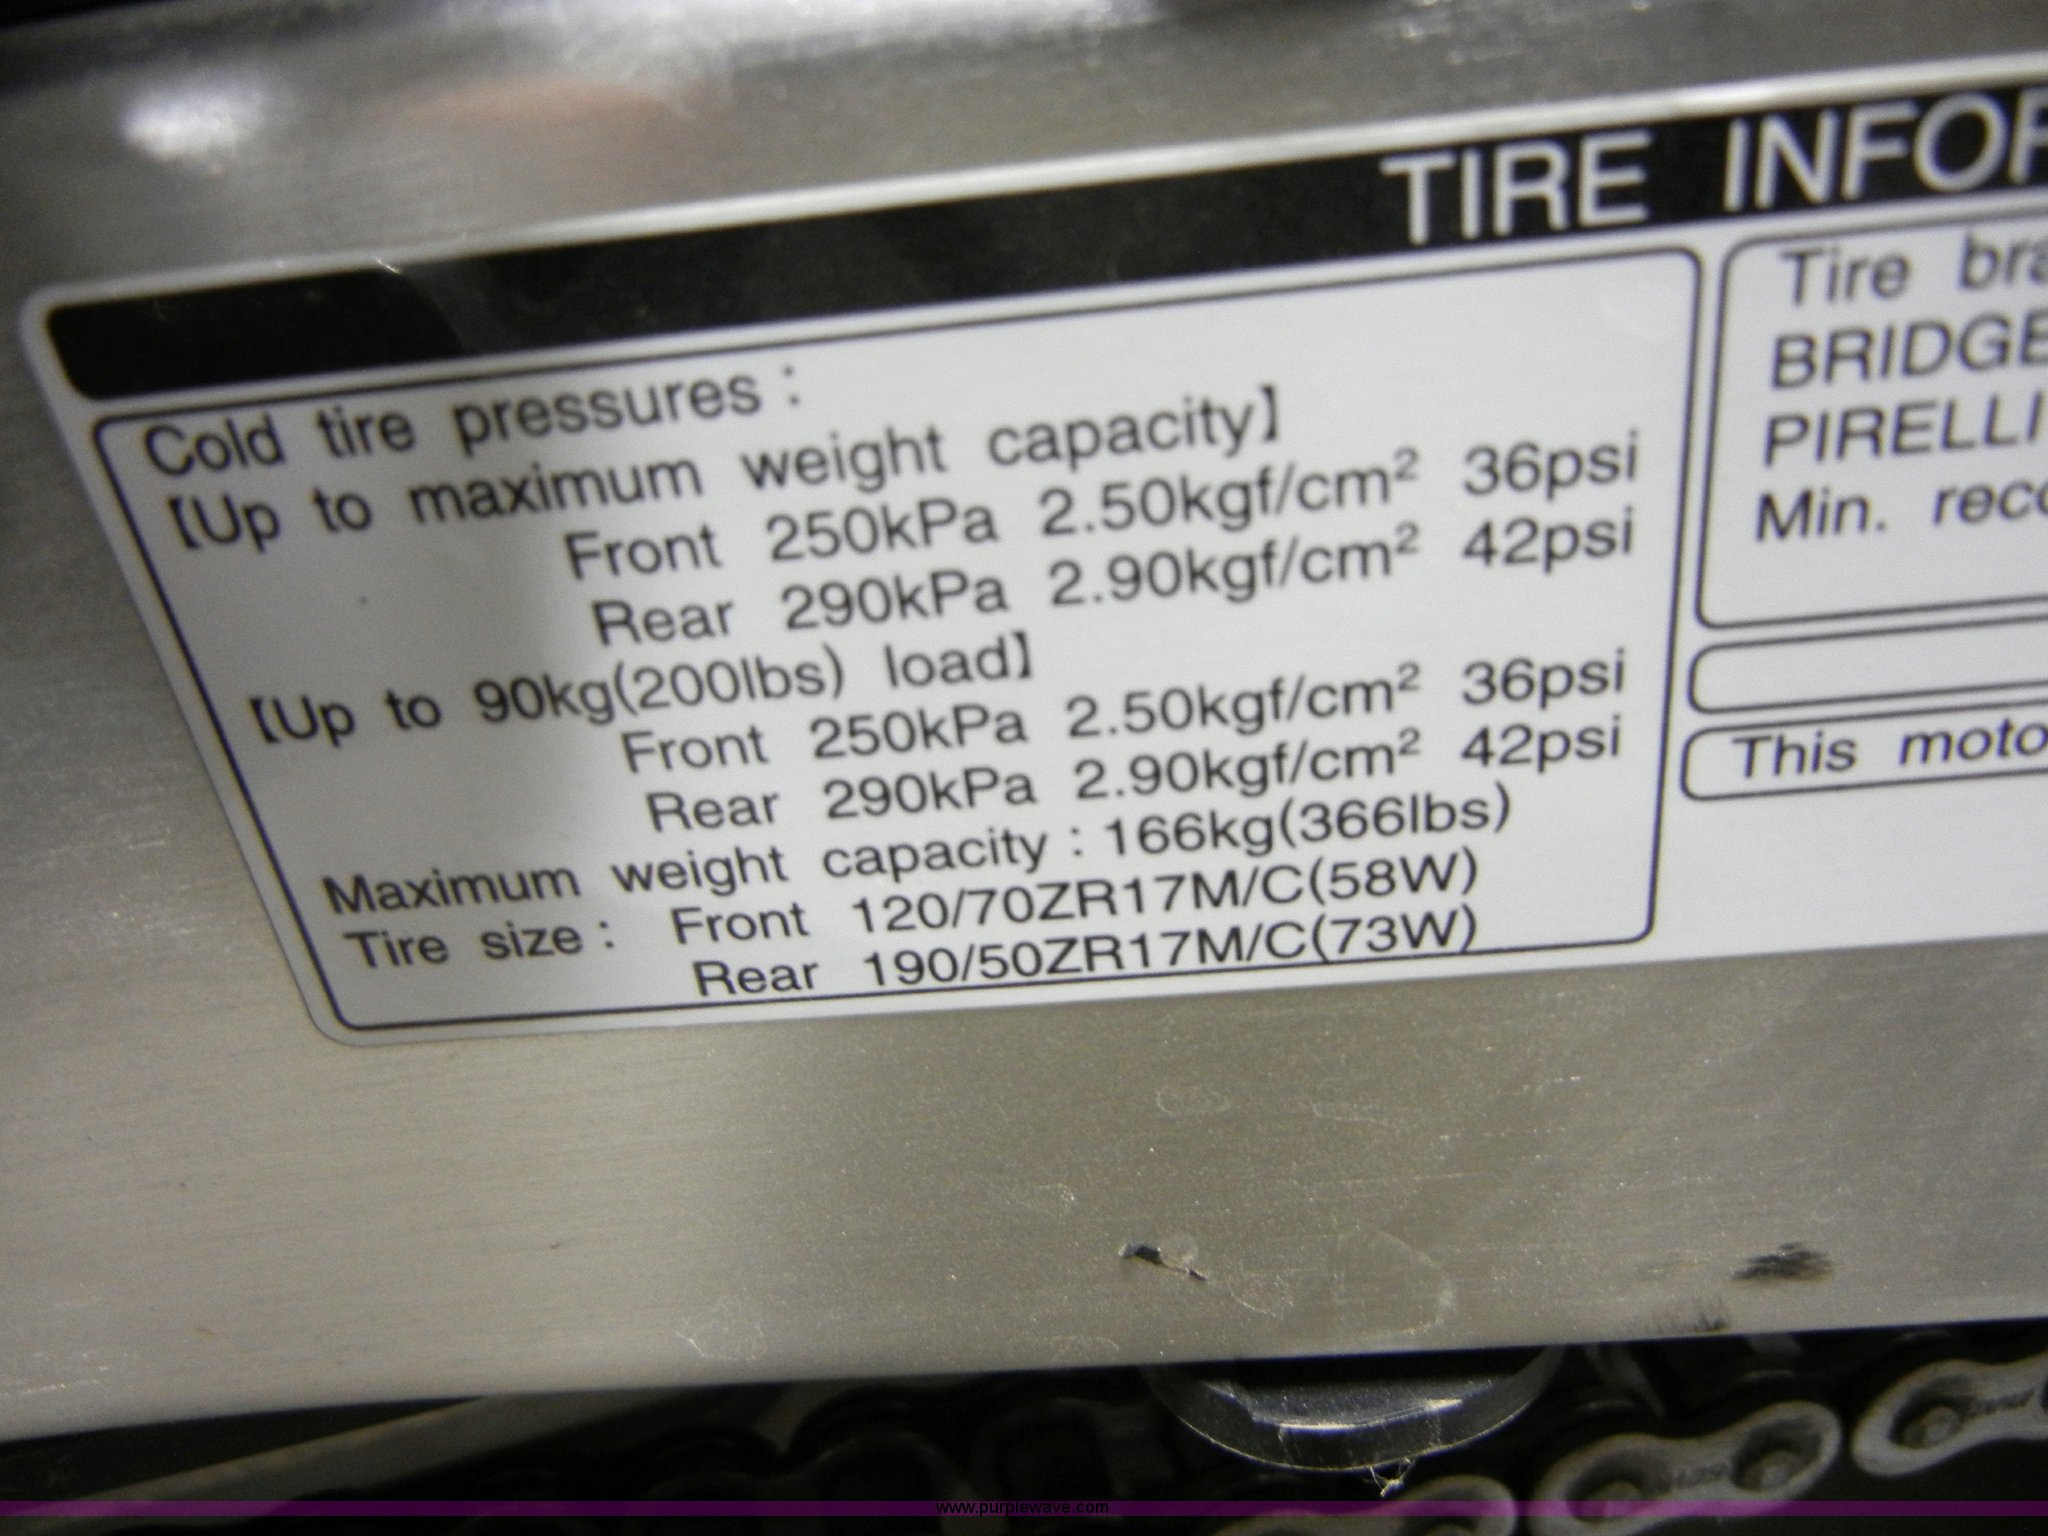 TIRE INFOR
Cold tire pressures :
【Up to maximum weight capacity】
Front 250kPa 2.50kgf/cm² 36psi
Rear 290kPa 2.90kgf/cm² 42psi
【Up to 90kg(200lbs) load】
Front 250kPa 2.50kgf/cm² 36psi
Rear 290kPa 2.90kgf/cm² 42psi
Maximum weight capacity : 166kg(366lbs)
Tire size : Front 120/70ZR17M/C(58W)
Rear 190/50ZR17M/C(73W)
Tire bra
BRIDGE
PIRELLI
Min. reco
This moto
www.purplewave.com